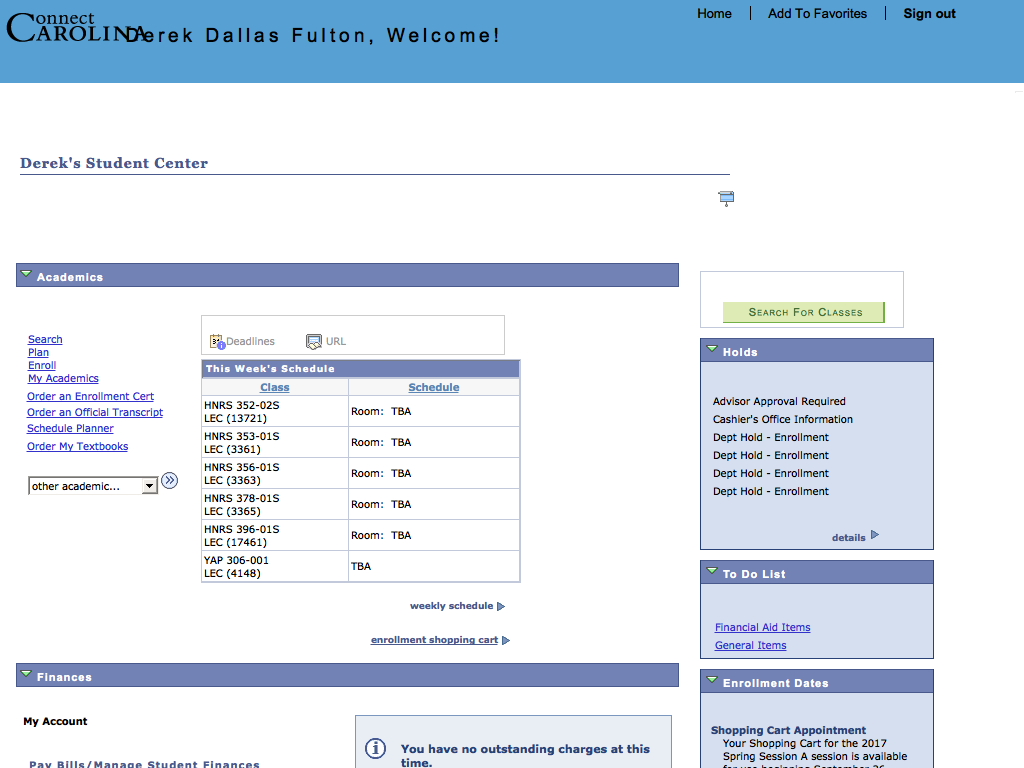 Connect
CAROLINA
Derek Dallas Fulton, Welcome!
Home
Add To Favorites
Sign out
Derek's Student Center
Academics
Search
Plan
Enroll
My Academics
Order an Enrollment Cert
Order an Official Transcript
Schedule Planner
Order My Textbooks
other academic...
Deadlines
URL
This Week's Schedule
Class Schedule
HNRS 352-02S
LEC (13721)
Room: TBA
HNRS 353-01S
LEC (3361)
Room: TBA
HNRS 356-01S
LEC (3363)
Room: TBA
HNRS 378-01S
LEC (3365)
Room: TBA
HNRS 396-01S
LEC (17461)
Room: TBA
YAP 306-001
LEC (4148)
TBA
weekly schedule
enrollment shopping cart
Finances
My Account
Pay Bills/Manage Student Finances
You have no outstanding charges at this
time.
Search For Classes
Holds
Advisor Approval Required
Cashier's Office Information
Dept Hold - Enrollment
Dept Hold - Enrollment
Dept Hold - Enrollment
Dept Hold - Enrollment
details
To Do List
Financial Aid Items
General Items
Enrollment Dates
Shopping Cart Appointment
Your Shopping Cart for the 2017
Spring Session A session is available
for use beginning September 26